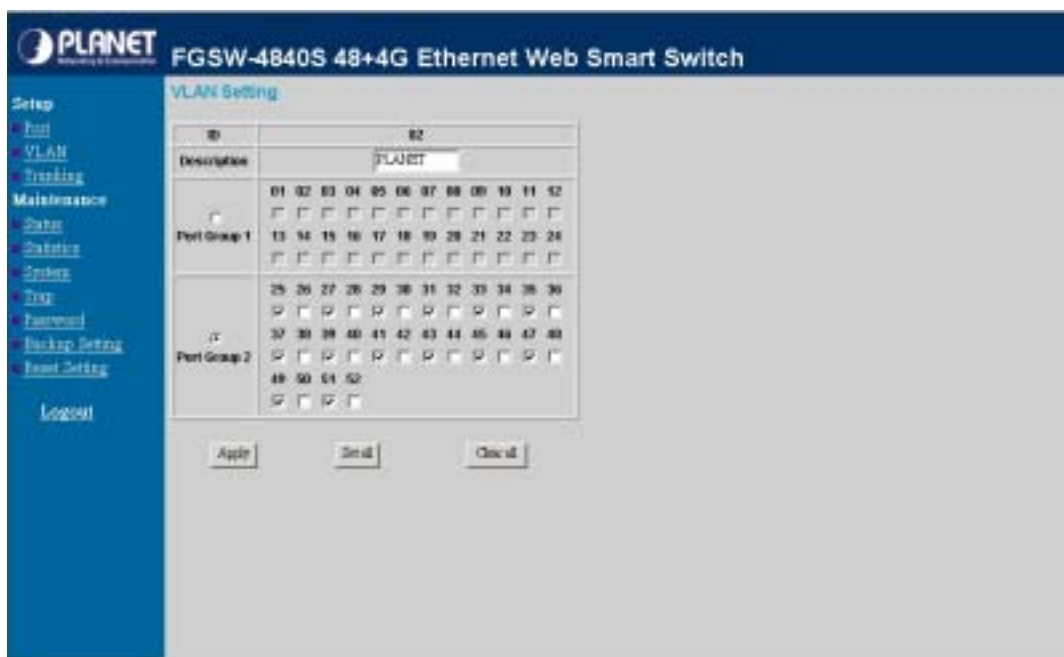 PLANET
Networking & Communication
FGSW-4840S 48+4G Ethernet Web Smart Switch
VLAN Setting
Setup
Port
VLAN
Trunking
Maintenance
Status
Statistics
System
Trap
Password
Backup Setting
Reset Setting
Logout
ID 02
Description PLANET
Port Group 1
01 02 03 04 05 06 07 08 09 10 11 12
13 14 15 16 17 18 19 20 21 22 23 24
Port Group 2
25 26 27 28 29 30 31 32 33 34 35 36
37 38 39 40 41 42 43 44 45 46 47 48
49 50 51 52
Apply Set all Clear all